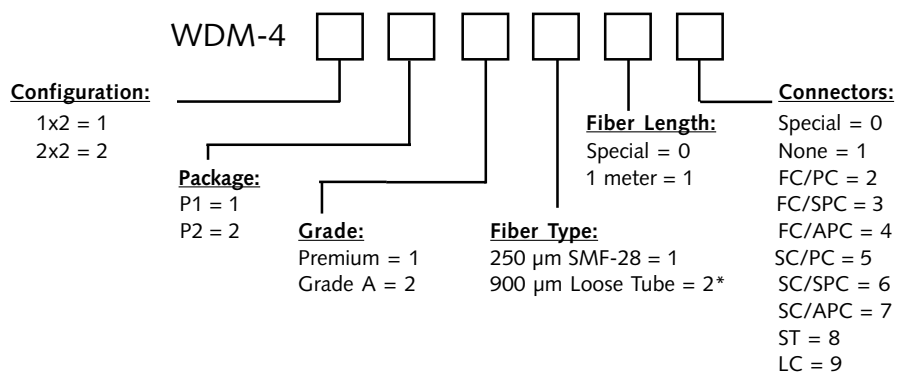 WDM-4
Configuration:
1x2 = 1
2x2 = 2
Package:
P1 = 1
P2 = 2
Grade:
Premium = 1
Grade A = 2
Fiber Type:
250 µm SMF-28 = 1
900 µm Loose Tube = 2*
Fiber Length:
Special = 0
1 meter = 1
Connectors:
Special = 0
None = 1
FC/PC = 2
FC/SPC = 3
FC/APC = 4
SC/PC = 5
SC/SPC = 6
SC/APC = 7
ST = 8
LC = 9